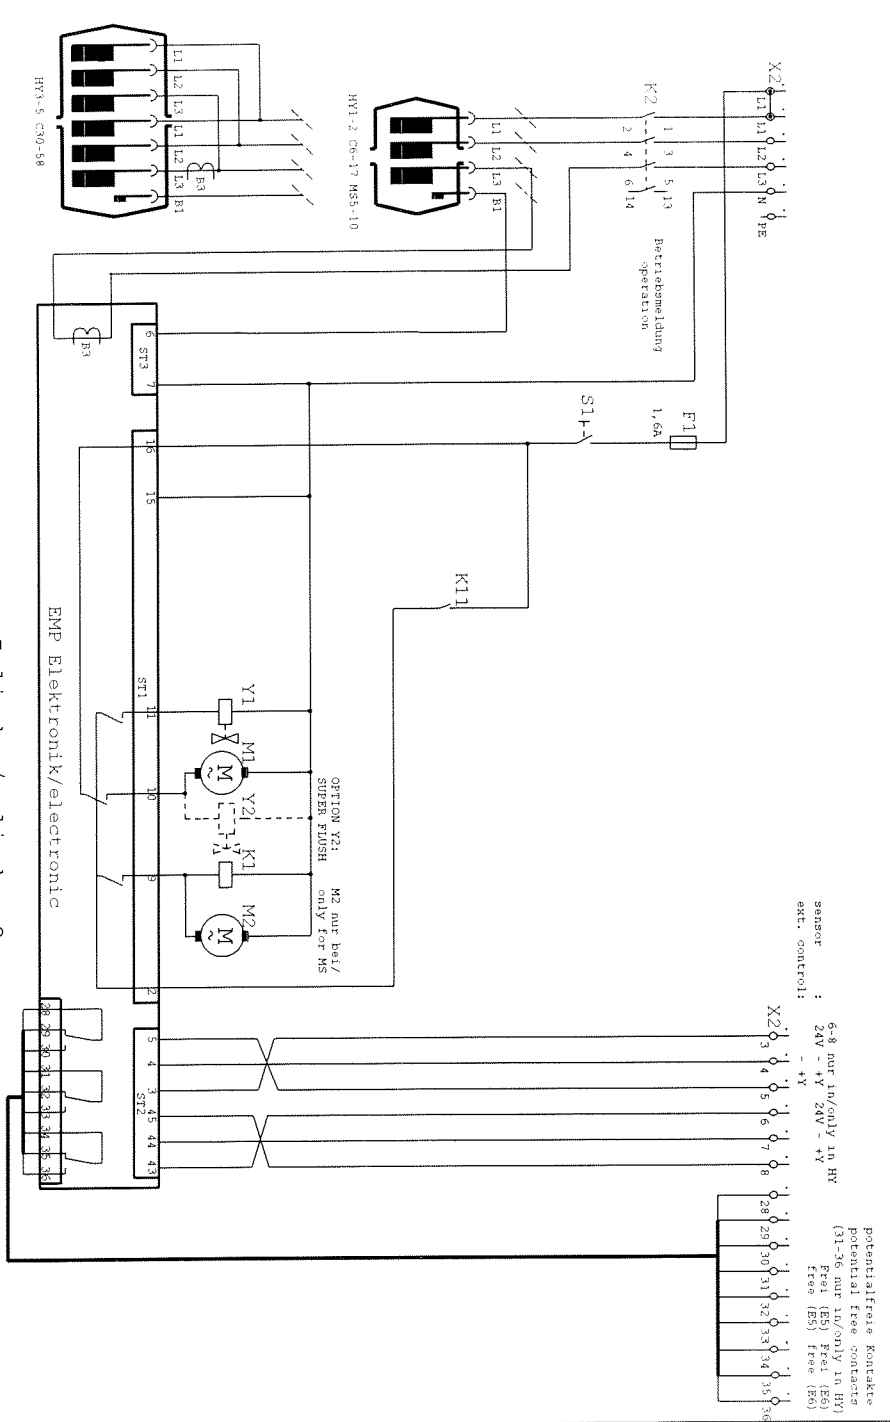 X2
L1
L1
L2
L3
N
PE
K2
1
3
5
13
2
4
6
14
Betriebsmeldung
operation
L1
L2
L3
B1
HY1-2 C6-17 MS5-10
L1
L2
L3
L1
L2
L3
B1
B3
HY3-5 C30-58
B3
6
ST3
7
F1
1,6A
S1
K11
16
15
ST1
11
10
9
2
Y1
M1
M
~
Y2
K1
M2
M
~
OPTION Y2:
SUPER FLUSH
M2 nur bei/
only for MS
EMP Elektronik/electronic
sensor :
ext. control:
6-8 nur in/only in HY
24V - +Y 24V - +Y
- +Y
X2
3
4
5
6
7
8
5
4
3
ST2
45
44
43
28
29
30
31
32
33
34
35
36
potentialfreie Kontakte
potential free contacts
(31-36 nur in/only in HY)
Frei (E5) Frei (E6)
free (E5) free (E6)
28
29
30
31
32
33
34
35
36